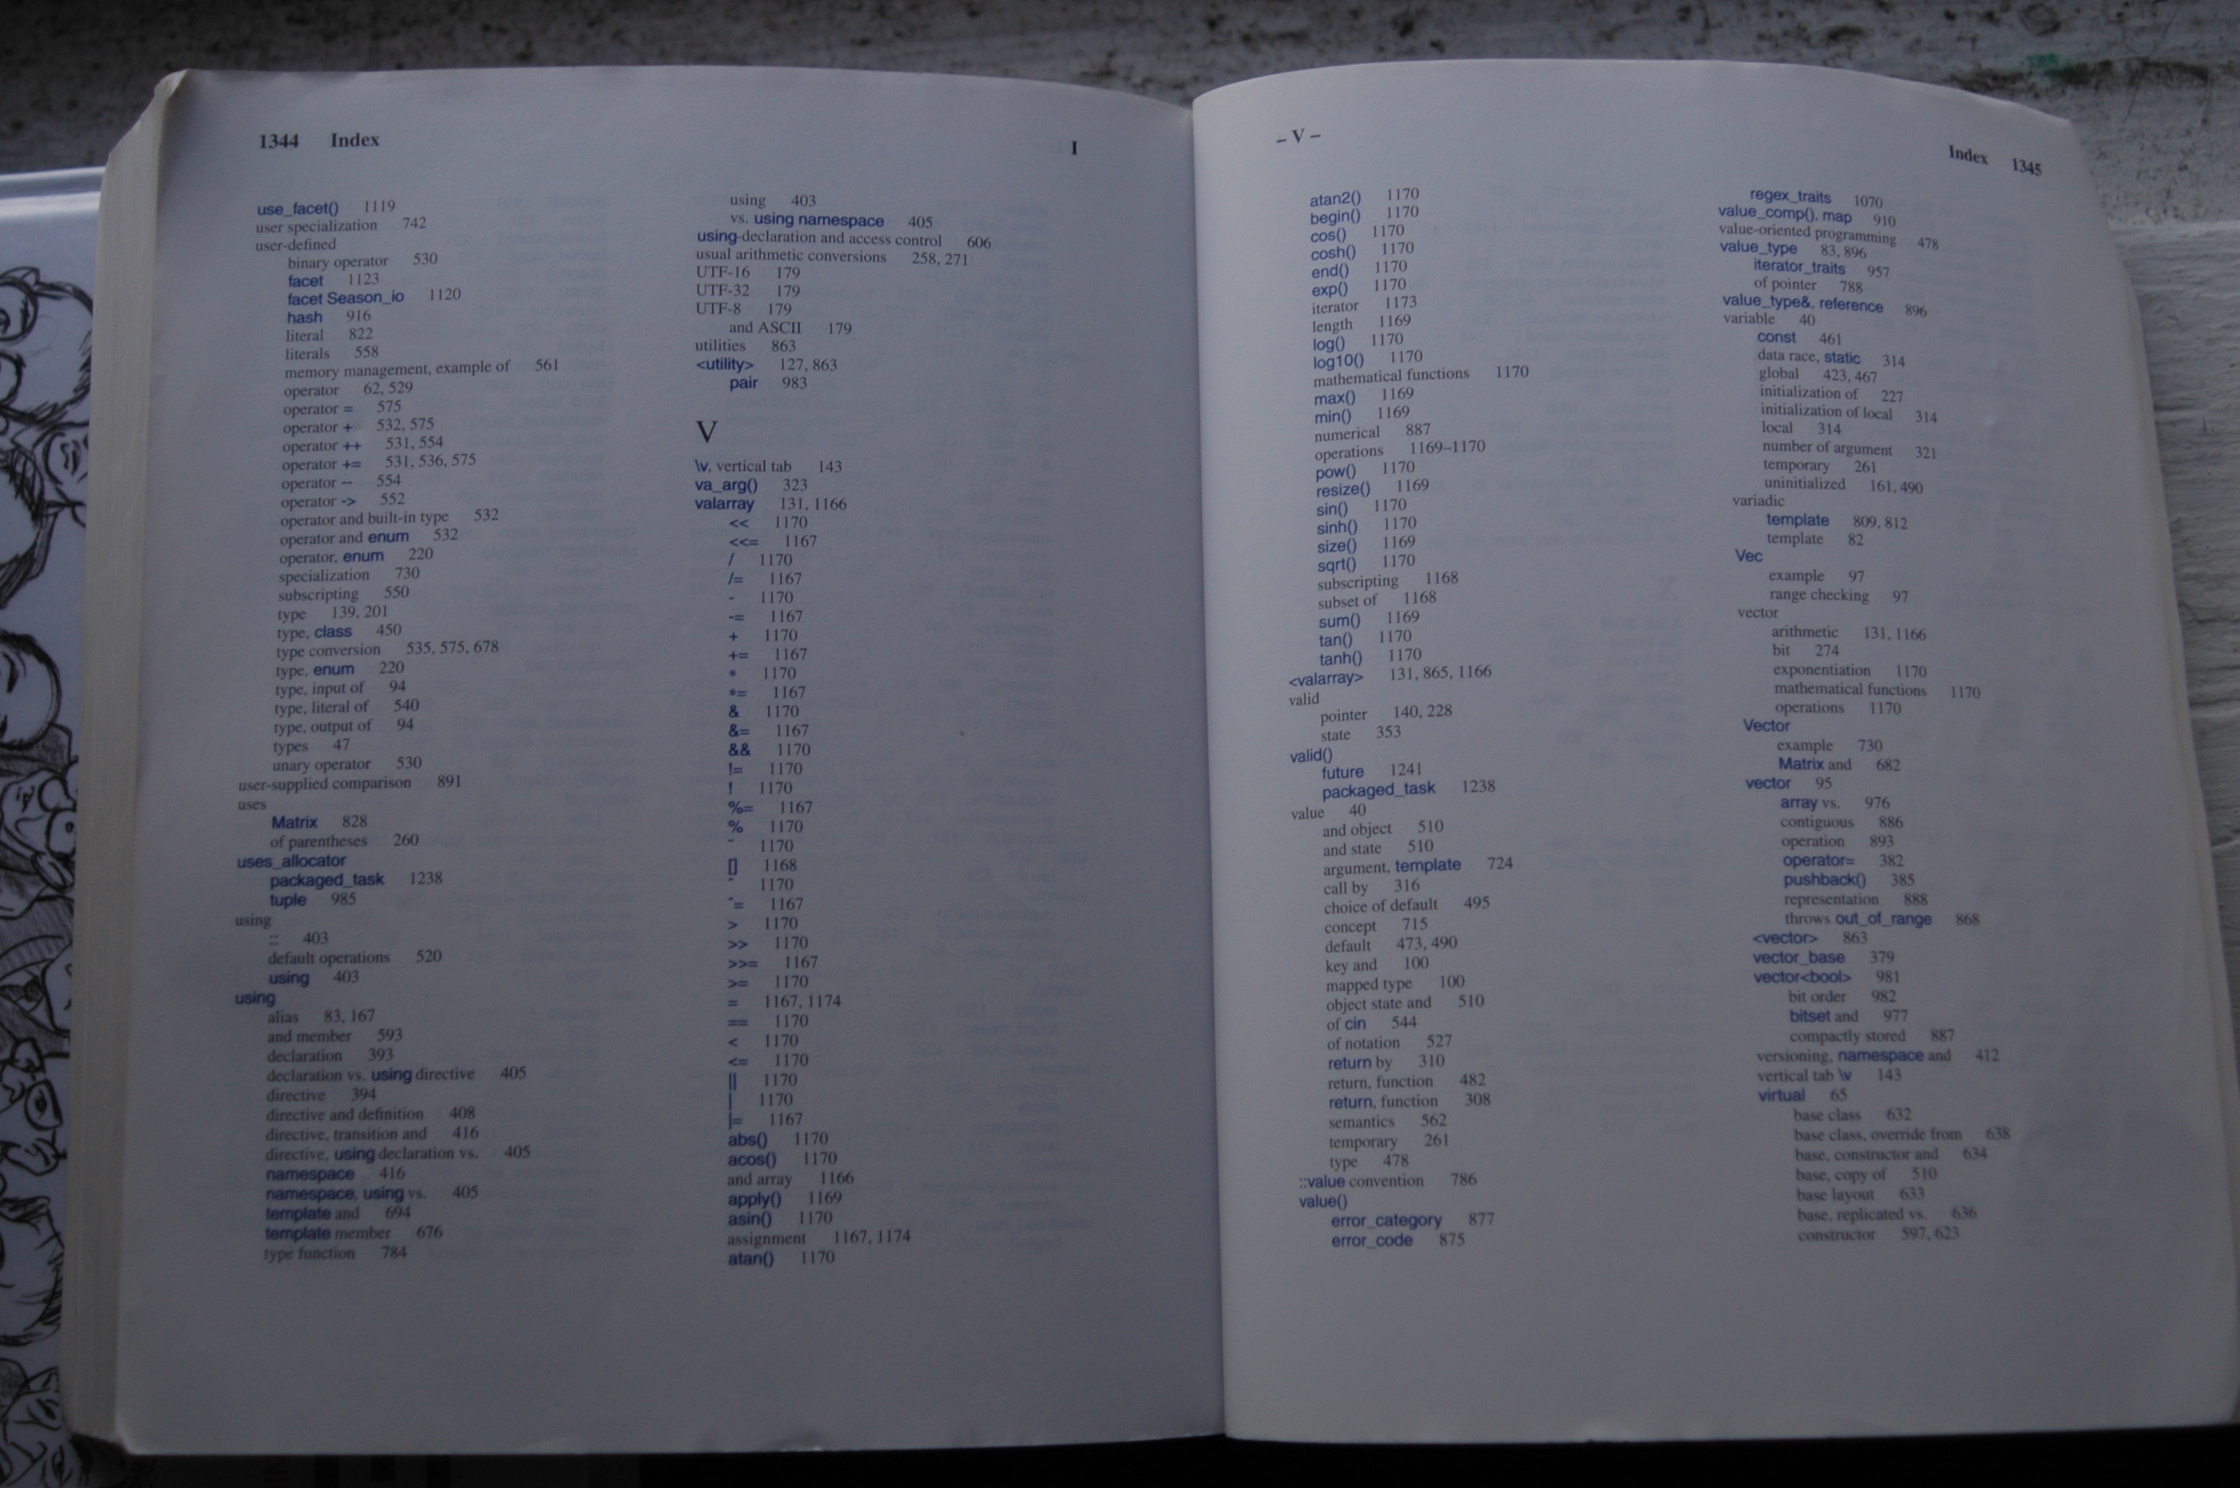 1344 Index
I
use_facet() 1119
user specialization 742
user-defined
binary operator 530
facet 1123
facet Season_io 1120
hash 916
literal 822
literals 558
memory management, example of 561
operator 62, 529
operator = 575
operator + 532, 575
operator ++ 531, 554
operator += 531, 536, 575
operator -- 554
operator -> 552
operator and built-in type 532
operator and enum 532
operator, enum 220
specialization 730
subscripting 550
type 139, 201
type, class 450
type conversion 535, 575, 678
type, enum 220
type, input of 94
type, literal of 540
type, output of 94
types 47
unary operator 530
user-supplied comparison 891
uses
Matrix 828
of parentheses 260
uses_allocator
packaged_task 1238
tuple 985
using
:: 403
default operations 520
using 403
using
alias 83, 167
and member 593
declaration 393
declaration vs. using directive 405
directive 394
directive and definition 408
directive, transition and 416
directive, using declaration vs. 405
namespace 416
namespace, using vs. 405
template and 694
template member 676
type function 784
using 403
vs. using namespace 405
using-declaration and access control 606
usual arithmetic conversions 258, 271
UTF-16 179
UTF-32 179
UTF-8 179
and ASCII 179
utilities 863
<utility> 127, 863
pair 983
V
\v, vertical tab 143
va_arg() 323
valarray 131, 1166
<< 1170
<<= 1167
/ 1170
/= 1167
- 1170
-= 1167
+ 1170
+= 1167
* 1170
*= 1167
& 1170
&= 1167
&& 1170
!= 1170
! 1170
%= 1167
% 1170
~ 1170
[] 1168
^ 1170
^= 1167
> 1170
>> 1170
>>= 1167
>= 1170
= 1167, 1174
== 1170
< 1170
<= 1170
|| 1170
| 1170
|= 1167
abs() 1170
acos() 1170
and array 1166
apply() 1169
asin() 1170
assignment 1167, 1174
atan() 1170
– V –
Index 1345
atan2() 1170
begin() 1170
cos() 1170
cosh() 1170
end() 1170
exp() 1170
iterator 1173
length 1169
log() 1170
log10() 1170
mathematical functions 1170
max() 1169
min() 1169
numerical 887
operations 1169–1170
pow() 1170
resize() 1169
sin() 1170
sinh() 1170
size() 1169
sqrt() 1170
subscripting 1168
subset of 1168
sum() 1169
tan() 1170
tanh() 1170
<valarray> 131, 865, 1166
valid
pointer 140, 228
state 353
valid()
future 1241
packaged_task 1238
value 40
and object 510
and state 510
argument, template 724
call by 316
choice of default 495
concept 715
default 473, 490
key and 100
mapped type 100
object state and 510
of cin 544
of notation 527
return by 310
return, function 482
return, function 308
semantics 562
temporary 261
type 478
::value convention 786
value()
error_category 877
error_code 875
regex_traits 1070
value_comp(), map 910
value-oriented programming 478
value_type 83, 896
iterator_traits 957
of pointer 788
value_type&, reference 896
variable 40
const 461
data race, static 314
global 423, 467
initialization of 227
initialization of local 314
local 314
number of argument 321
temporary 261
uninitialized 161, 490
variadic
template 809, 812
template 82
Vec
example 97
range checking 97
vector
arithmetic 131, 1166
bit 274
exponentiation 1170
mathematical functions 1170
operations 1170
Vector
example 730
Matrix and 682
vector 95
array vs. 976
contiguous 886
operation 893
operator= 382
pushback() 385
representation 888
throws out_of_range 868
<vector> 863
vector_base 379
vector<bool> 981
bit order 982
bitset and 977
compactly stored 887
versioning, namespace and 412
vertical tab \v 143
virtual 65
base class 632
base class, override from 638
base, constructor and 634
base, copy of 510
base layout 633
base, replicated vs. 636
constructor 597, 623